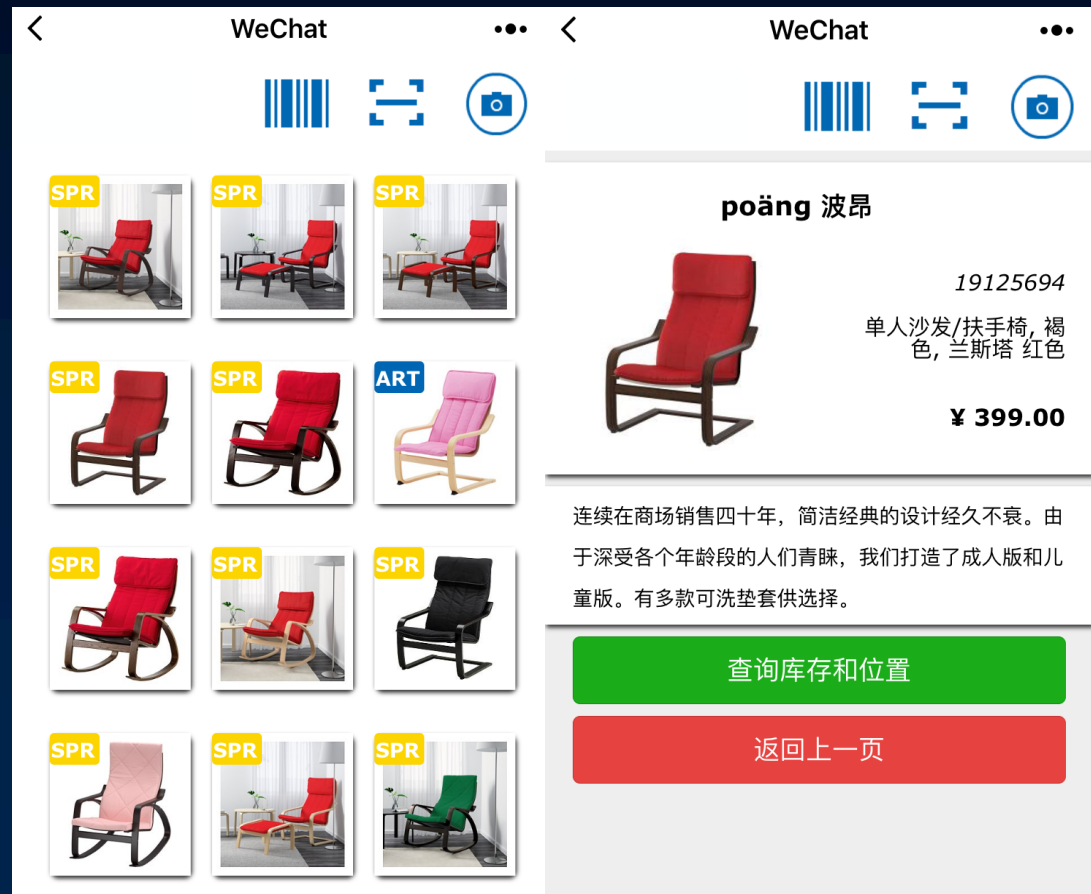 WeChat
SPR
SPR
SPR
SPR
SPR
ART
SPR
SPR
SPR
SPR
SPR
SPR
WeChat
poäng 波昂
19125694
单人沙发/扶手椅, 褐
色, 兰斯塔 红色
¥ 399.00
连续在商场销售四十年，简洁经典的设计经久不衰。由
于深受各个年龄段的人们青睐，我们打造了成人版和儿
童版。有多款可洗垫套供选择。
查询库存和位置
返回上一页